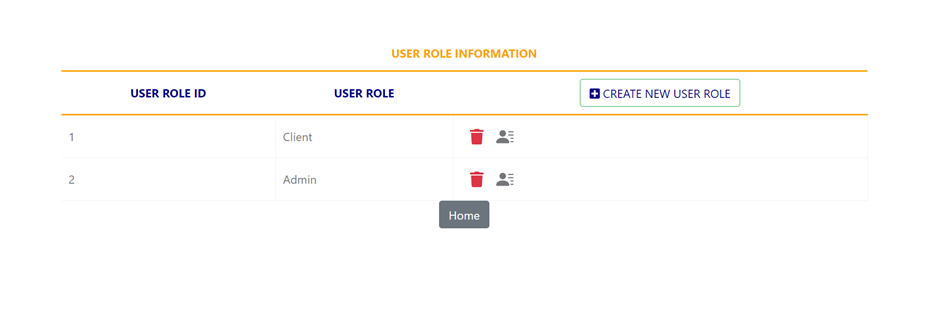 USER ROLE INFORMATION
USER ROLE ID USER ROLE CREATE NEW USER ROLE
1 Client
2 Admin
Home